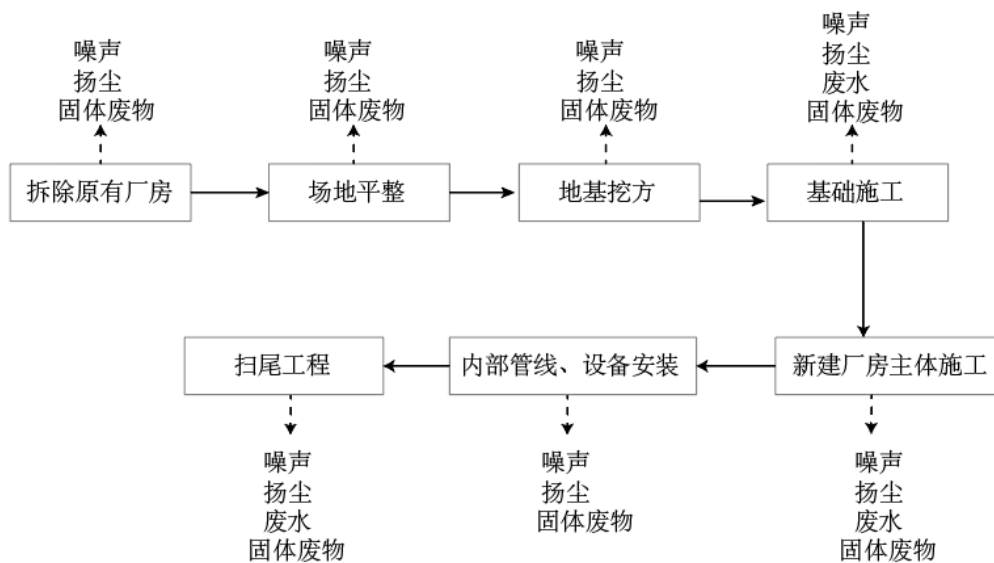 噪声
扬尘
固体废物
噪声
扬尘
固体废物
噪声
扬尘
固体废物
噪声
扬尘
废水
固体废物
拆除原有厂房
场地平整
地基挖方
基础施工
扫尾工程
内部管线、设备安装
新建厂房主体施工
噪声
扬尘
废水
固体废物
噪声
扬尘
固体废物
噪声
扬尘
废水
固体废物